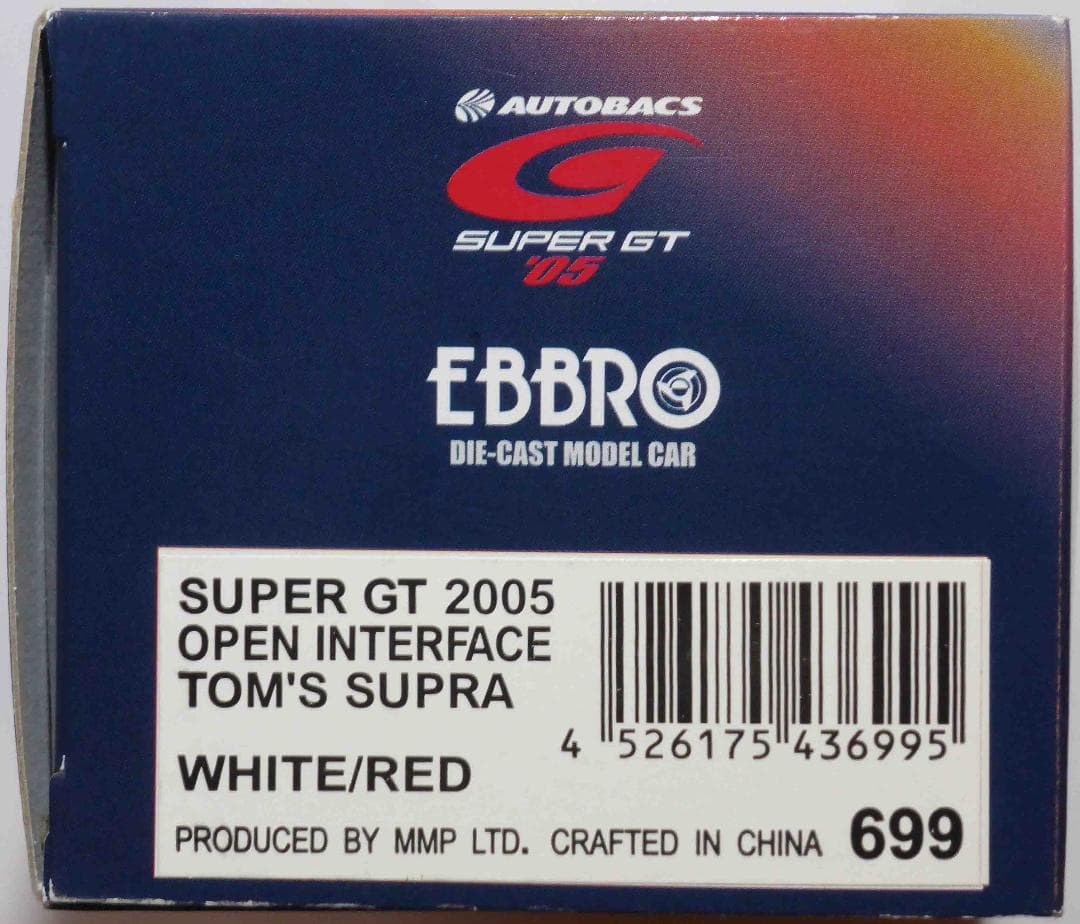 AUTOBACS
SUPER GT
'05
EBBRO
DIE-CAST MODEL CAR
SUPER GT 2005
OPEN INTERFACE
TOM'S SUPRA
WHITE/RED
4 526175 436995
PRODUCED BY MMP LTD. CRAFTED IN CHINA 699